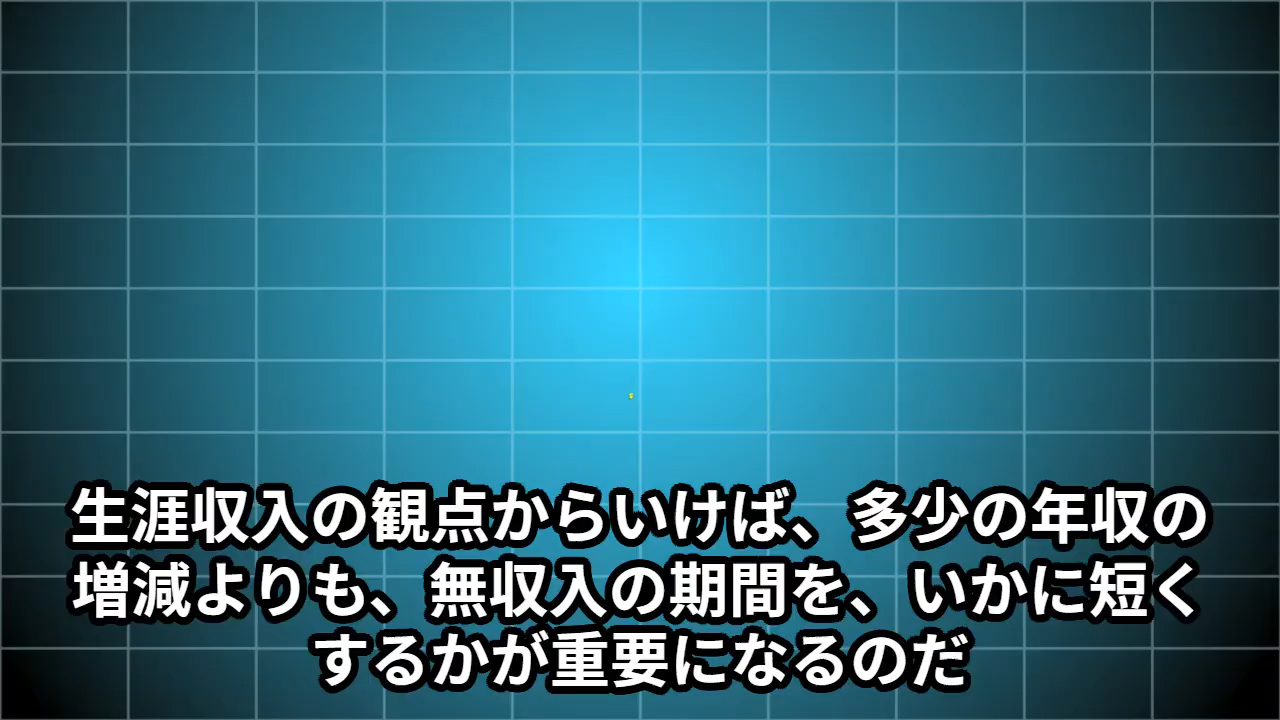 生涯収入の観点からいけば、多少の年収の
増減よりも、無収入の期間を、いかに短く
するかが重要になるのだ